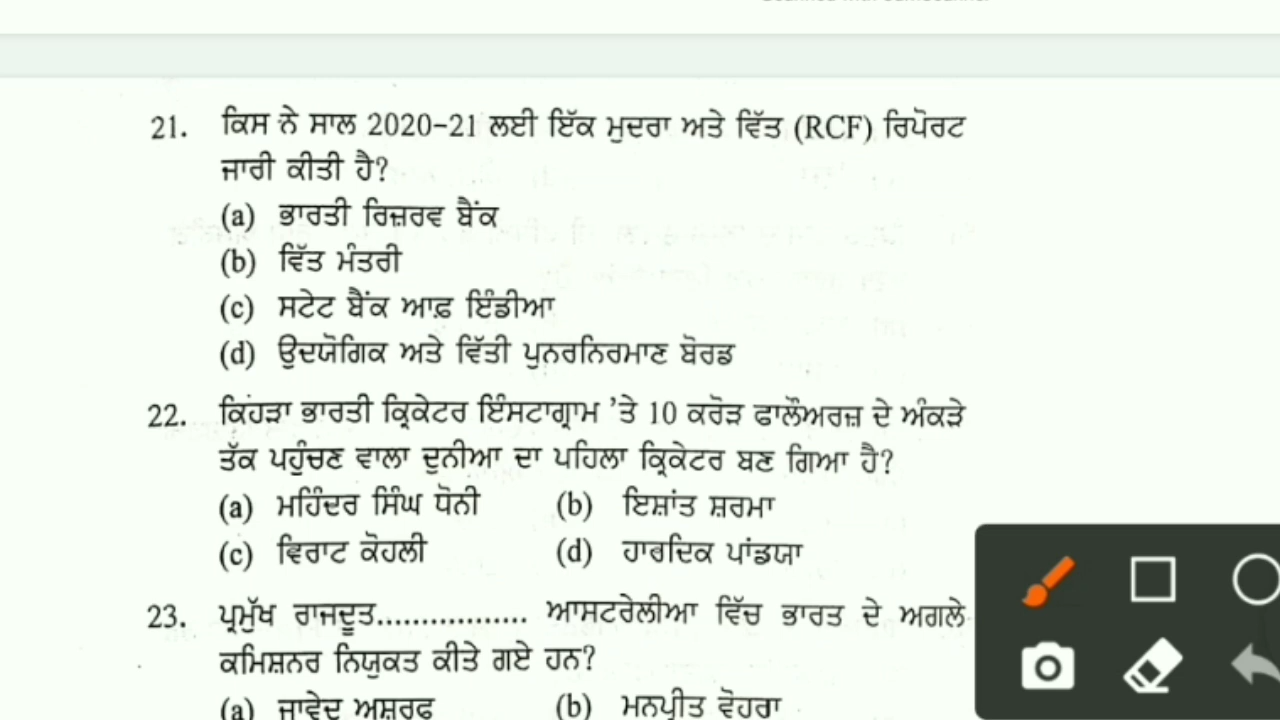 21. ਕਿਸ ਨੇ ਸਾਲ 2020-21 ਲਈ ਇੱਕ ਮੁਦਰਾ ਅਤੇ ਵਿੱਤ (RCF) ਰਿਪੋਰਟ
ਜਾਰੀ ਕੀਤੀ ਹੈ?
(a) ਭਾਰਤੀ ਰਿਜ਼ਰਵ ਬੈਂਕ
(b) ਵਿੱਤ ਮੰਤਰੀ
(c) ਸਟੇਟ ਬੈਂਕ ਆਫ਼ ਇੰਡੀਆ
(d) ਉਦਯੋਗਿਕ ਅਤੇ ਵਿੱਤੀ ਪੁਨਰਨਿਰਮਾਣ ਬੋਰਡ
22. ਕਿਹੜਾ ਭਾਰਤੀ ਕ੍ਰਿਕੇਟਰ ਇੰਸਟਾਗ੍ਰਾਮ 'ਤੇ 10 ਕਰੋੜ ਫਾਲੌਅਰਜ਼ ਦੇ ਅੰਕੜੇ
ਤੱਕ ਪਹੁੰਚਣ ਵਾਲਾ ਦੁਨੀਆ ਦਾ ਪਹਿਲਾ ਕ੍ਰਿਕੇਟਰ ਬਣ ਗਿਆ ਹੈ?
(a) ਮਹਿੰਦਰ ਸਿੰਘ ਧੋਨੀ (b) ਇਸ਼ਾਂਤ ਸ਼ਰਮਾ
(c) ਵਿਰਾਟ ਕੋਹਲੀ (d) ਹਾਰਦਿਕ ਪਾਂਡਯਾ
23. ਪ੍ਰਮੁੱਖ ਰਾਜਦੂਤ................. ਆਸਟਰੇਲੀਆ ਵਿੱਚ ਭਾਰਤ ਦੇ ਅਗਲੇ
ਕਮਿਸ਼ਨਰ ਨਿਯੁਕਤ ਕੀਤੇ ਗਏ ਹਨ?
(a) ਜਾਵੇਦ ਅਸ਼ਰਫ (b) ਮਨਪ੍ਰੀਤ ਵੋਹਰਾ